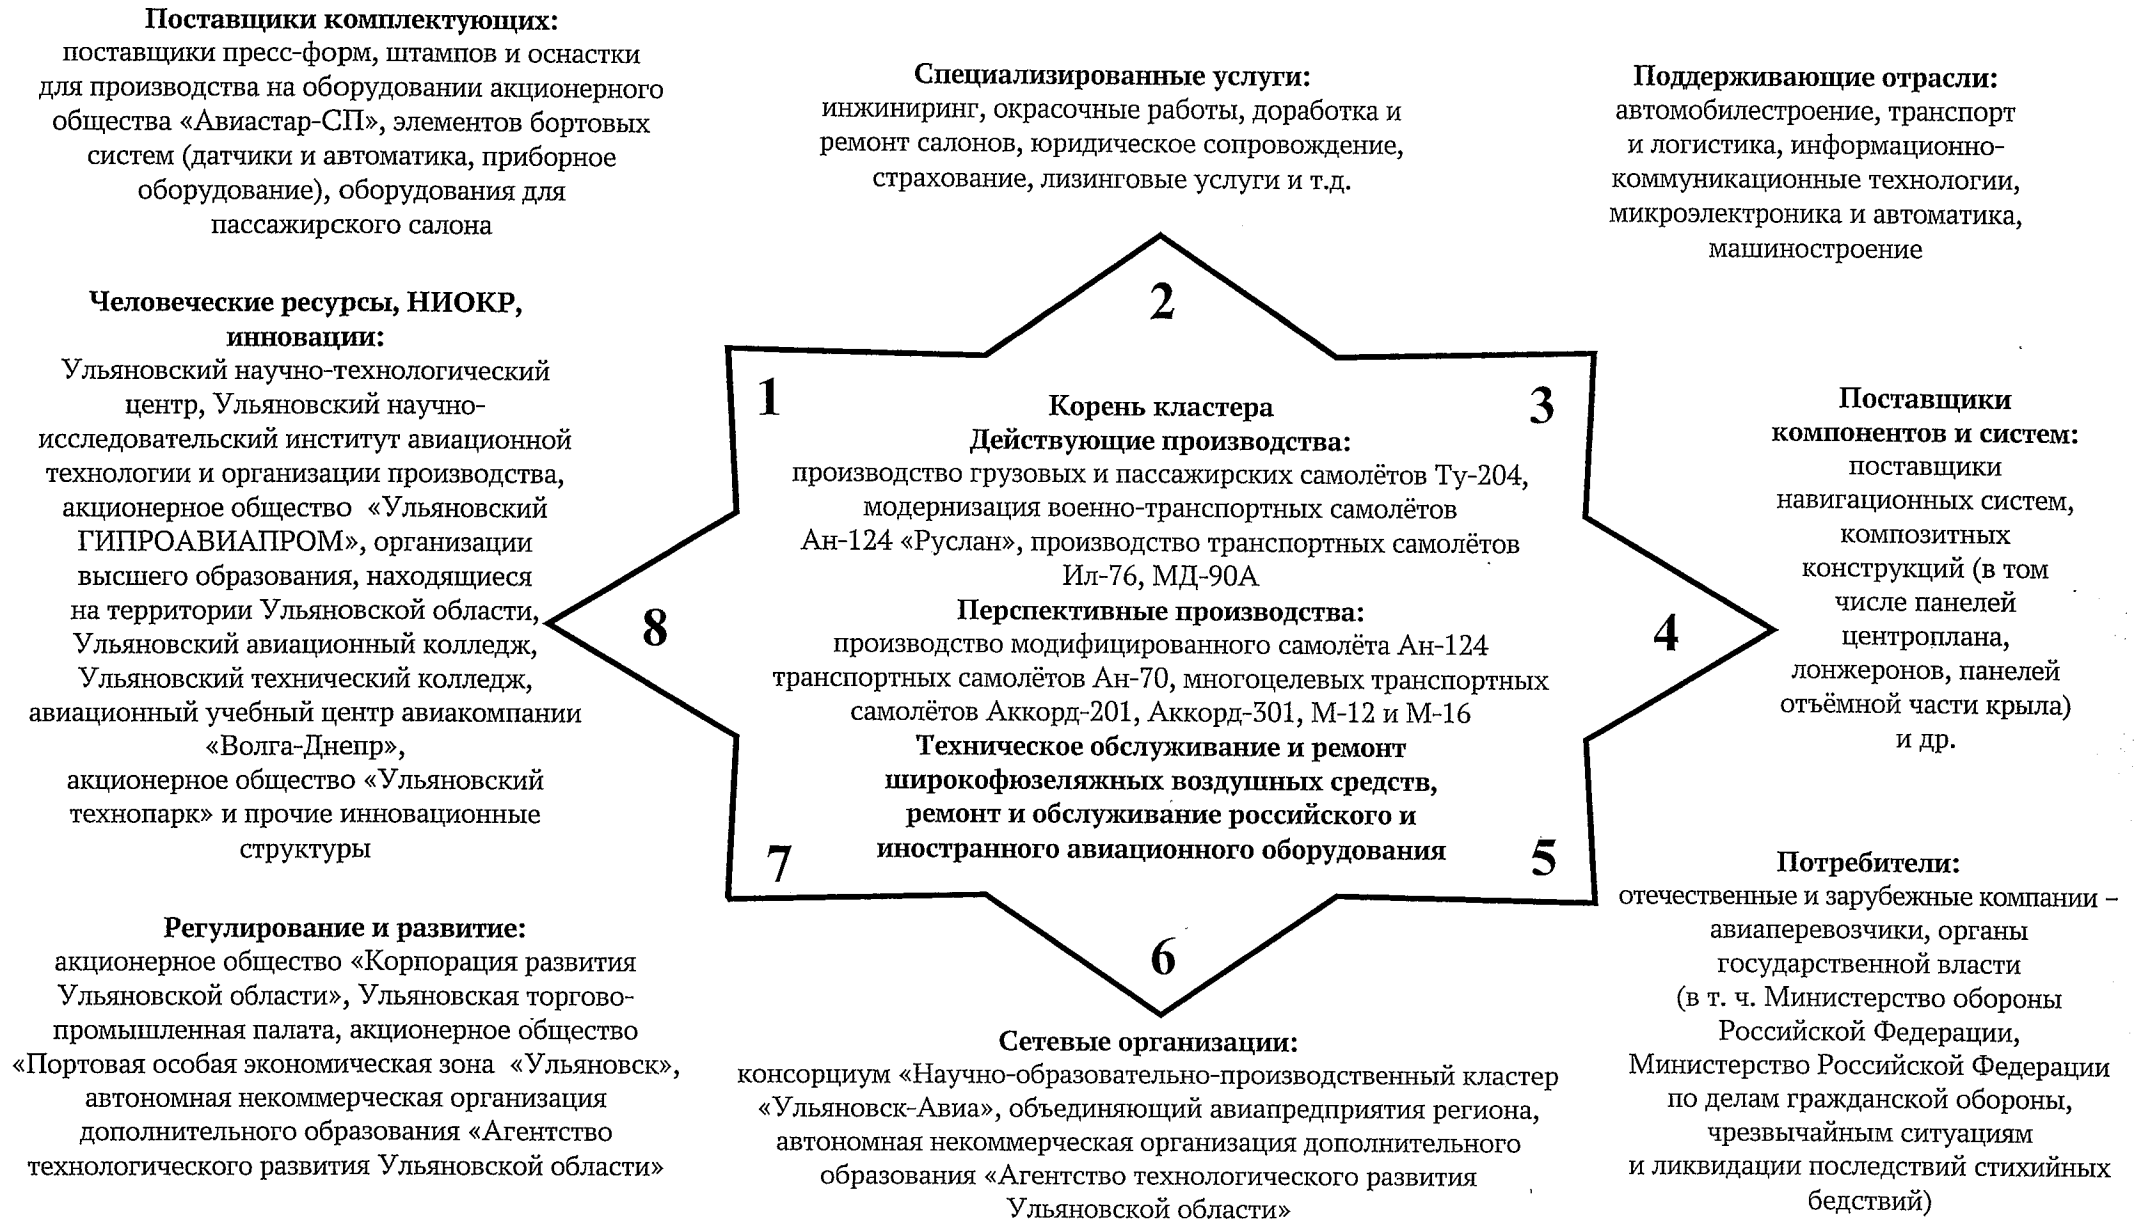 Поставщики комплектующих:
поставщики пресс-форм, штампов и оснастки
для производства на оборудовании акционерного
общества «Авиастар-СП», элементов бортовых
систем (датчики и автоматика, приборное
оборудование), оборудования для
пассажирского салона
Специализированные услуги:
инжиниринг, окрасочные работы, доработка и
ремонт салонов, юридическое сопровождение,
страхование, лизинговые услуги и т.д.
Поддерживающие отрасли:
автомобилестроение, транспорт
и логистика, информационно-
коммуникационные технологии,
микроэлектроника и автоматика,
машиностроение
Человеческие ресурсы, НИОКР,
инновации:
Ульяновский научно-технологический
центр, Ульяновский научно-
исследовательский институт авиационной
технологии и организации производства,
акционерное общество «Ульяновский
ГИПРОАВИАПРОМ», организации
высшего образования, находящиеся
на территории Ульяновской области,
Ульяновский авиационный колледж,
Ульяновский технический колледж,
авиационный учебный центр авиакомпании
«Волга-Днепр»,
акционерное общество «Ульяновский
технопарк» и прочие инновационные
структуры
2
1
3
8
4
7
5
6
Корень кластера
Действующие производства:
производство грузовых и пассажирских самолётов Ту-204,
модернизация военно-транспортных самолётов
Ан-124 «Руслан», производство транспортных самолётов
Ил-76, МД-90А
Перспективные производства:
производство модифицированного самолёта Ан-124
транспортных самолётов Ан-70, многоцелевых транспортных
самолётов Аккорд-201, Аккорд-301, М-12 и М-16
Техническое обслуживание и ремонт
широкофюзеляжных воздушных средств,
ремонт и обслуживание российского и
иностранного авиационного оборудования
Поставщики
компонентов и систем:
поставщики
навигационных систем,
композитных
конструкций (в том
числе панелей
центроплана,
лонжеронов, панелей
отъёмной части крыла)
и др.
Регулирование и развитие:
акционерное общество «Корпорация развития
Ульяновской области», Ульяновская торгово-
промышленная палата, акционерное общество
«Портовая особая экономическая зона «Ульяновск»,
автономная некоммерческая организация
дополнительного образования «Агентство
технологического развития Ульяновской области»
Сетевые организации:
консорциум «Научно-образовательно-производственный кластер
«Ульяновск-Авиа», объединяющий авиапредприятия региона,
автономная некоммерческая организация дополнительного
образования «Агентство технологического развития
Ульяновской области»
Потребители:
отечественные и зарубежные компании –
авиаперевозчики, органы
государственной власти
(в т. ч. Министерство обороны
Российской Федерации,
Министерство Российской Федерации
по делам гражданской обороны,
чрезвычайным ситуациям
и ликвидации последствий стихийных
бедствий)